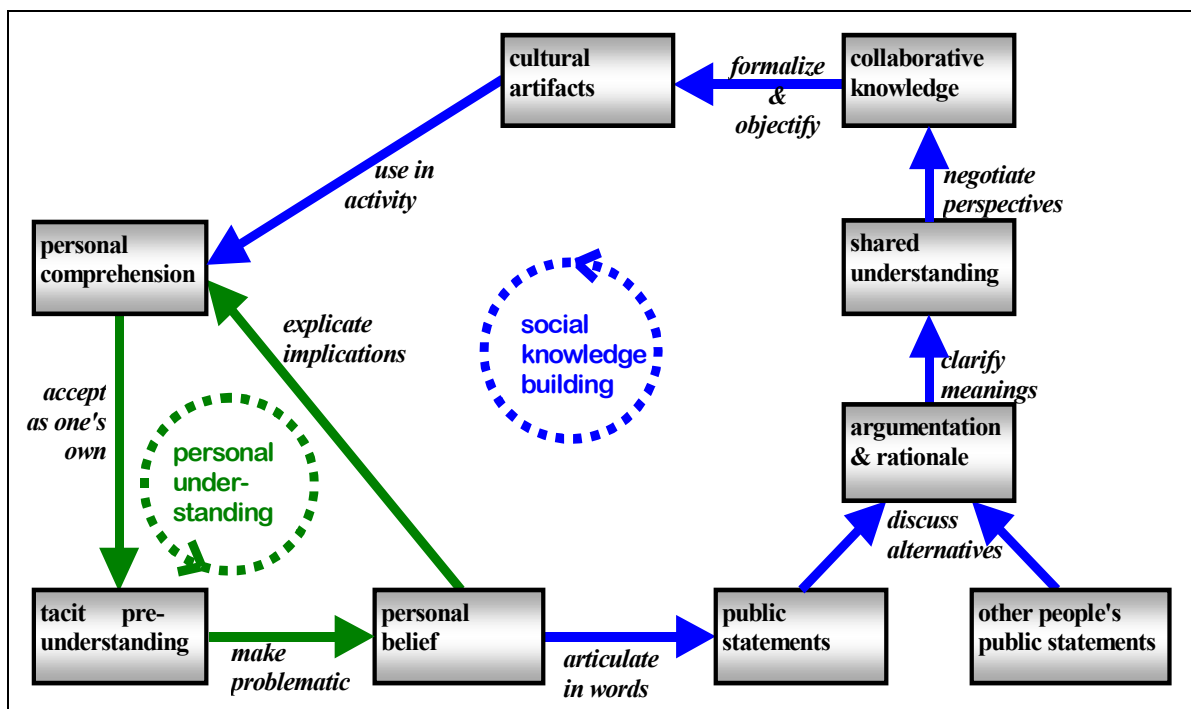 cultural
artifacts
formalize
&
objectify
collaborative
knowledge
use in
activity
negotiate
perspectives
personal
comprehension
shared
understanding
explicate
implications
social
knowledge
building
clarify
meanings
accept
as one's
own
personal
under-
standing
argumentation
& rationale
discuss
alternatives
tacit pre-
understanding
make
problematic
personal
belief
articulate
in words
public
statements
other people's
public statements